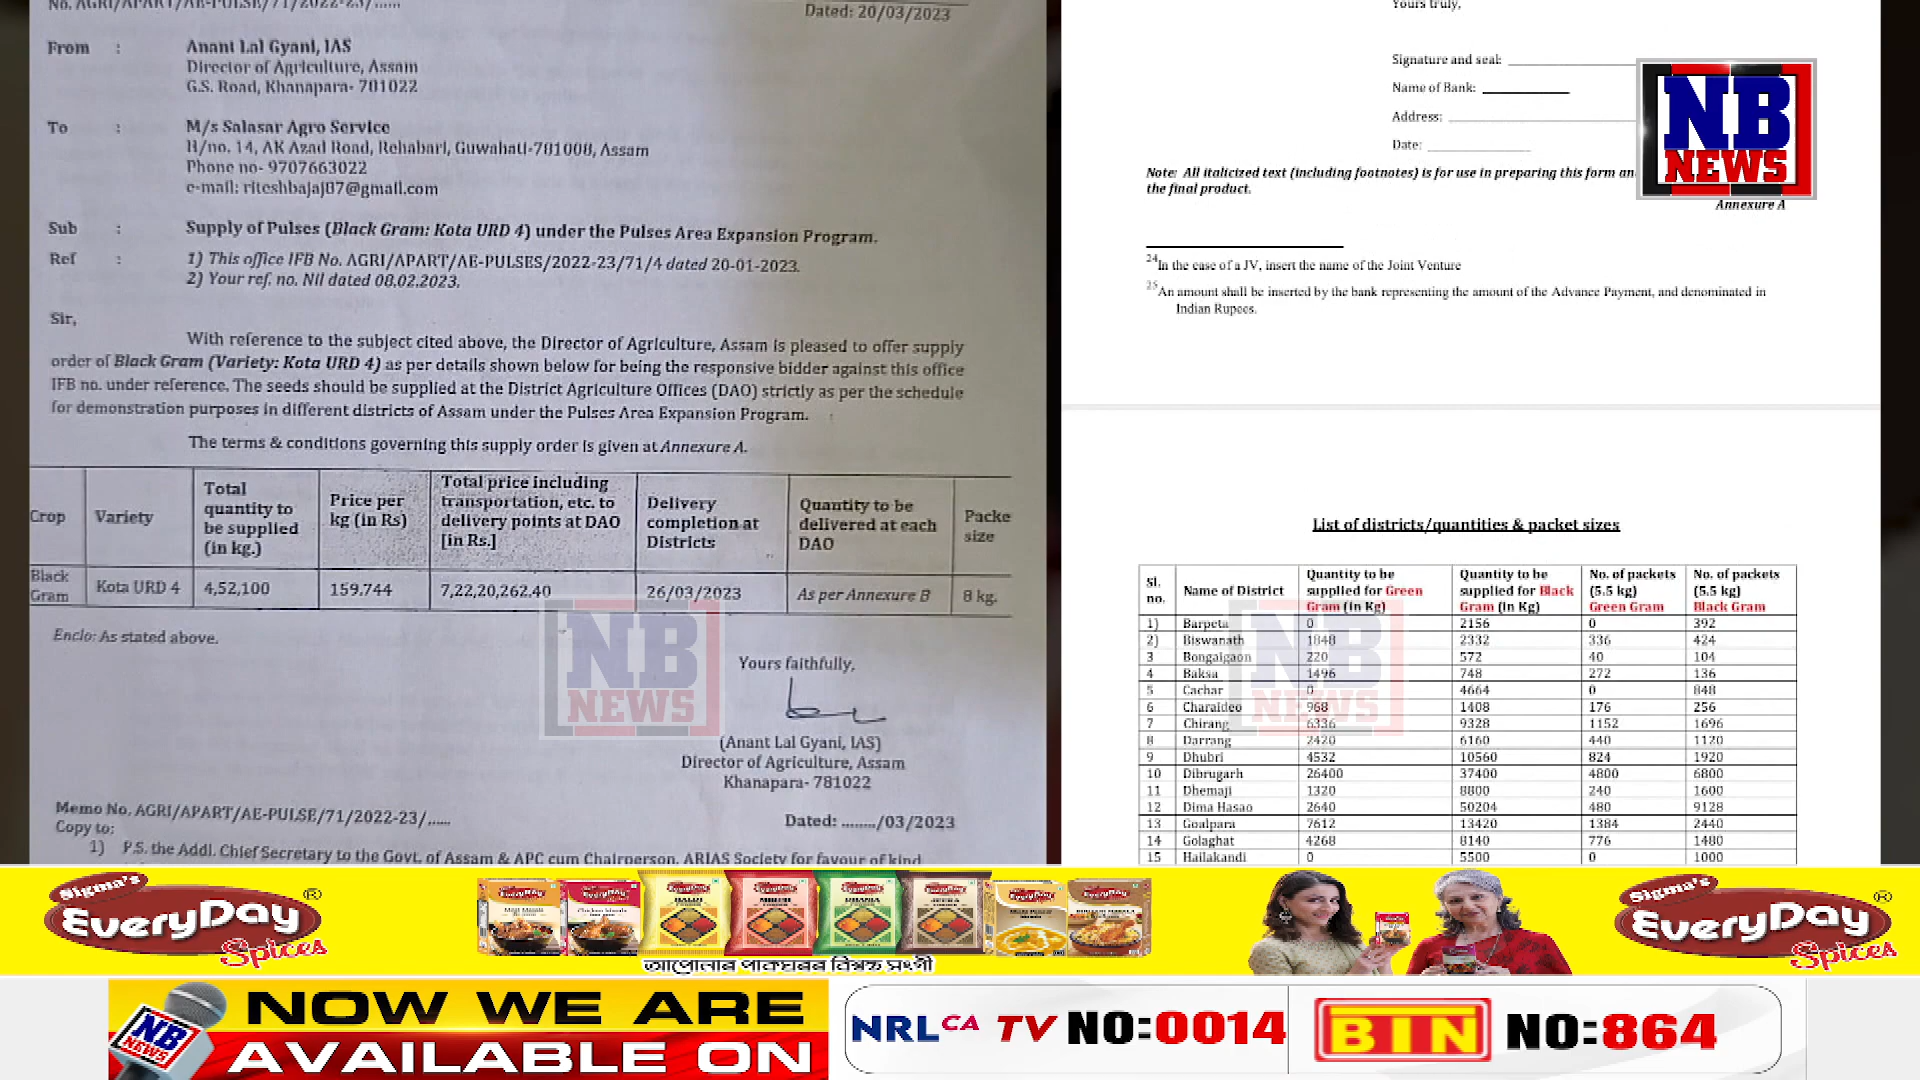 No. AGRI/APART/AE-PULSE/71/2022-23/......
Dated: 20/03/2023
From : Anant Lal Gyani, IAS
Director of Agriculture, Assam
G.S. Road, Khanapara- 781022
To : M/s Salasar Agro Service
H/no. 14, AK Azad Road, Rehabari, Guwahati-781008, Assam
Phone no- 9707663022
e-mail: riteshbajaj87@gmail.com
Sub : Supply of Pulses (Black Gram: Kota URD 4) under the Pulses Area Expansion Program.
Ref : 1) This office IFB No. AGRI/APART/AE-PULSES/2022-23/71/4 dated 20-01-2023.
2) Your ref. no. Nil dated 08.02.2023.
Sir,
With reference to the subject cited above, the Director of Agriculture, Assam is pleased to offer supply
order of Black Gram (Variety: Kota URD 4) as per details shown below for being the responsive bidder against this office
IFB no. under reference. The seeds should be supplied at the District Agriculture Offices (DAO) strictly as per the schedule
for demonstration purposes in different districts of Assam under the Pulses Area Expansion Program.
The terms & conditions governing this supply order is given at Annexure A.
Crop Variety Total quantity to be supplied (in kg.) Price per kg (in Rs) Total price including transportation, etc. to delivery points at DAO [in Rs.] Delivery completion at Districts Quantity to be delivered at each DAO Packe size
Black Gram Kota URD 4 4,52,100 159.744 7,22,20,262.40 26/03/2023 As per Annexure B 8 kg.
Enclo: As stated above.
Yours faithfully,
(Anant Lal Gyani, IAS)
Director of Agriculture, Assam
Khanapara- 781022
Memo No. AGRI/APART/AE-PULSE/71/2022-23/......
Dated: ......../03/2023
Copy to:
1) P.S. the Addl. Chief Secretary to the Govt. of Assam & APC cum Chairperson, ARIAS Society for favour of kind
Yours truly,
Signature and seal:
Name of Bank:
Address:
Date:
Note: All italicized text (including footnotes) is for use in preparing this form an
the final product.
Annexure A
24 In the case of a JV, insert the name of the Joint Venture
25 An amount shall be inserted by the bank representing the amount of the Advance Payment, and denominated in
Indian Rupees.
List of districts/quantities & packet sizes
Sl. no. Name of District Quantity to be supplied for Green Gram (in Kg) Quantity to be supplied for Black Gram (in Kg) No. of packets (5.5 kg) Green Gram No. of packets (5.5 kg) Black Gram
1) Barpeta 0 2156 0 392
2) Biswanath 1848 2332 336 424
3 Bongaigaon 220 572 40 104
4 Baksa 1496 748 272 136
5 Cachar 0 4664 0 848
6 Charaideo 968 1408 176 256
7 Chirang 6336 9328 1152 1696
8 Darrang 2420 6160 440 1120
9 Dhubri 4532 10560 824 1920
10 Dibrugarh 26400 37400 4800 6800
11 Dhemaji 1320 8800 240 1600
12 Dima Hasao 2640 50204 480 9128
13 Goalpara 7612 13420 1384 2440
14 Golaghat 4268 8140 776 1480
15 Hailakandi 0 5500 0 1000
NB
NEWS
NB
NEWS
NB
NEWS
Sigma's
EveryDay
Spices
আপোনাৰ পাকঘৰৰ বিশ্বস্ত সংগী
Sigma's
EveryDay
Spices
NB
NEWS
NOW WE ARE
AVAILABLE ON
NRL CA TV NO:0014
BIN NO:864